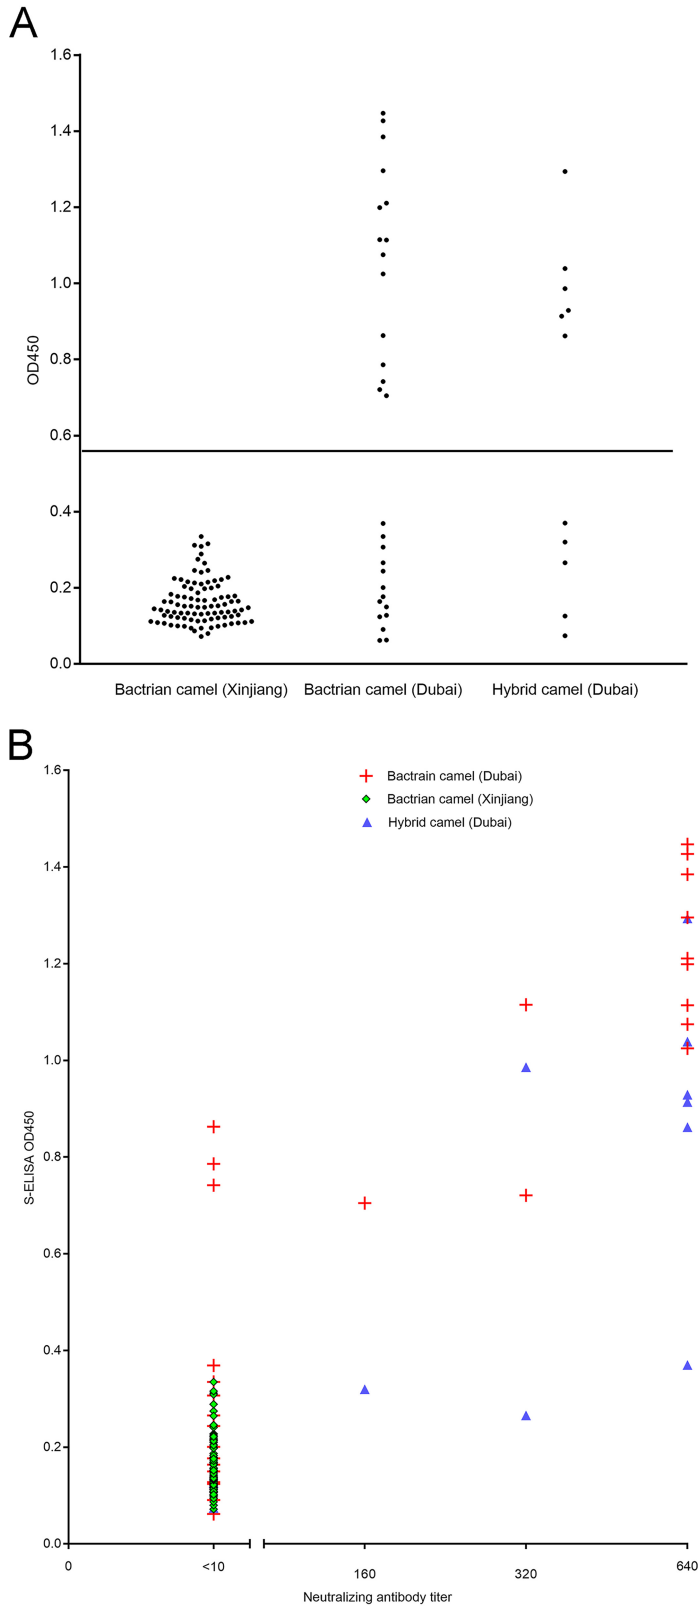 A
1.6
1.4
1.2
1.0
0.8
0.6
0.4
0.2
0.0
OD450
Bactrian camel (Xinjiang) Bactrian camel (Dubai) Hybrid camel (Dubai)
B
Bactrain camel (Dubai)
Bactrian camel (Xinjiang)
Hybrid camel (Dubai)
1.6
1.4
1.2
1.0
0.8
0.6
0.4
0.2
0.0
S-ELISA OD450
0 <10 160 320 640
Neutralizing antibody titer